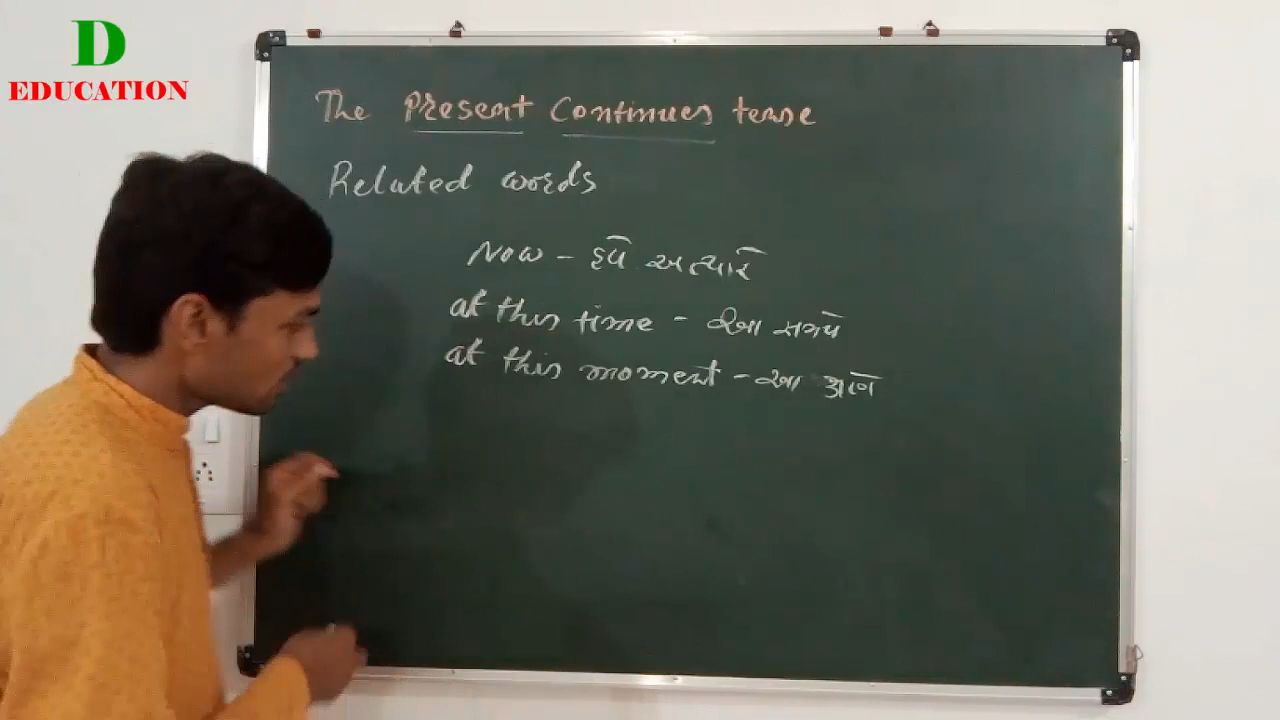 D
EDUCATION
The Present Continues tense
Related words
Now - હવે અત્યારે
at this time - આ સમયે
at this moment - આ ક્ષણે